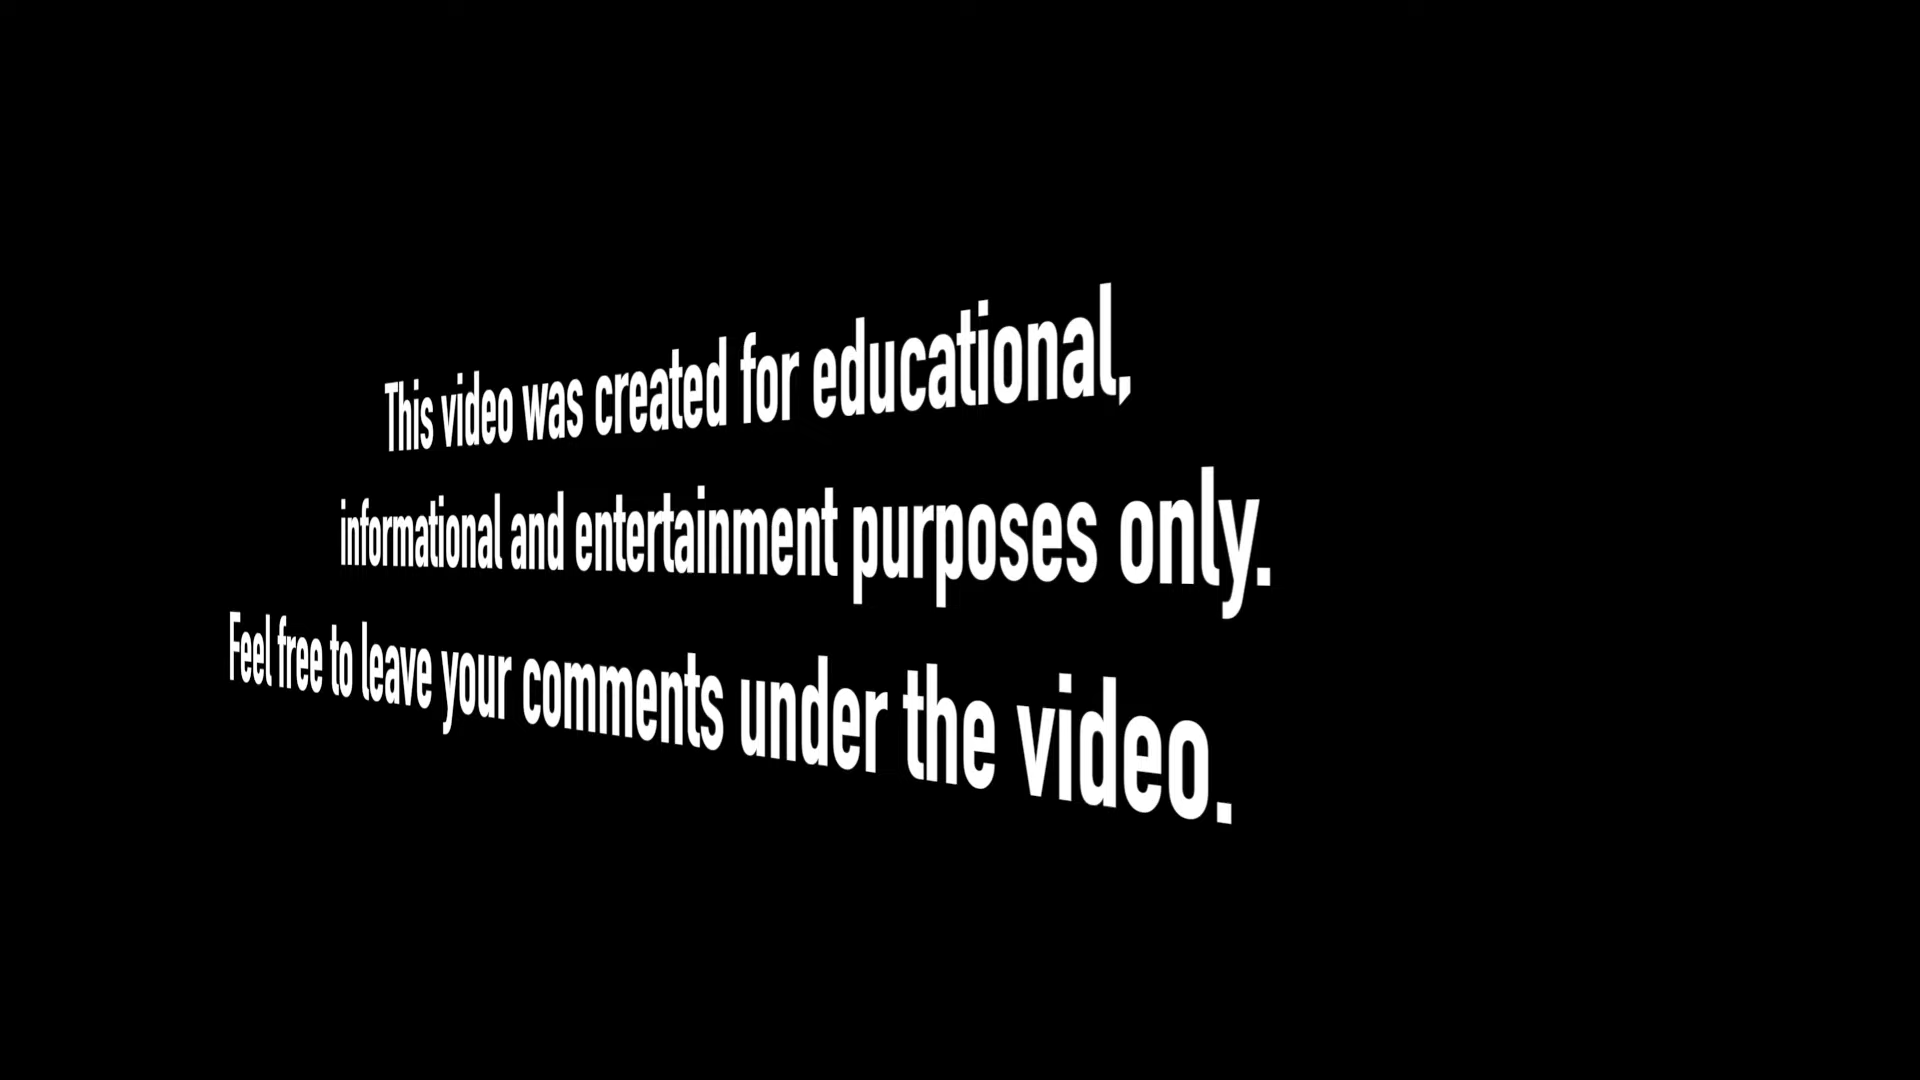 This video was created for educational,
informational and entertainment purposes only.
Feel free to leave your comments under the video.